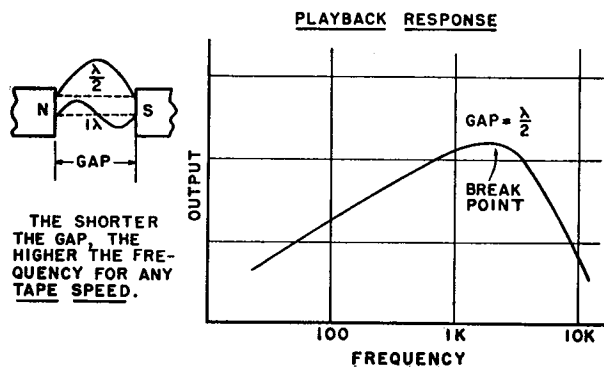 PLAYBACK RESPONSE
λ/2
N
S
1λ
GAP
THE SHORTER
THE GAP, THE
HIGHER THE FRE-
QUENCY FOR ANY
TAPE SPEED.
OUTPUT
GAP = λ/2
BREAK
POINT
100
1K
10K
FREQUENCY